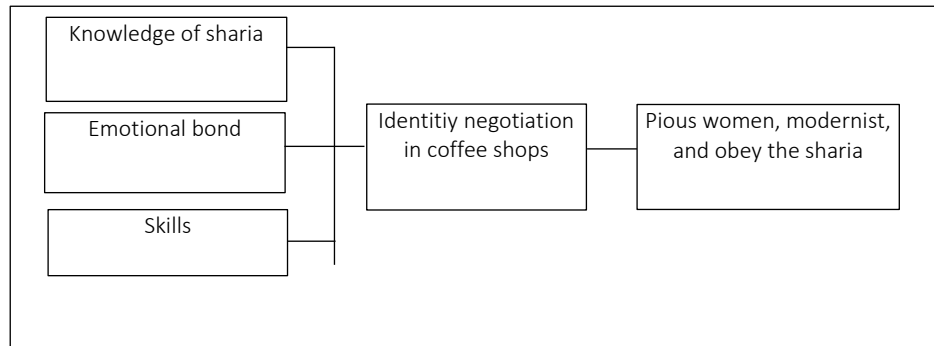 Knowledge of sharia
Emotional bond
Skills
Identitiy negotiation
in coffee shops
Pious women, modernist,
and obey the sharia